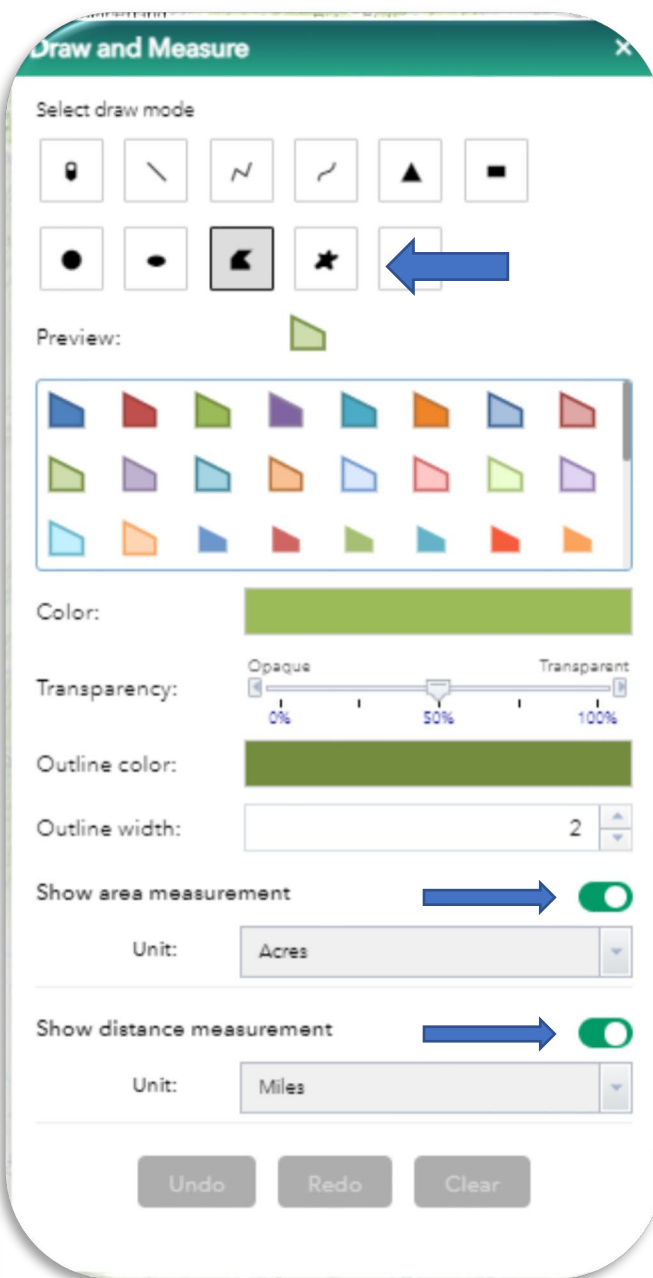 Draw and Measure ×
Select draw mode
Preview:
Color:
Opaque Transparent
Transparency:
0% 50% 100%
Outline color:
Outline width: 2
Show area measurement
Unit: Acres
Show distance measurement
Unit: Miles
Undo Redo Clear